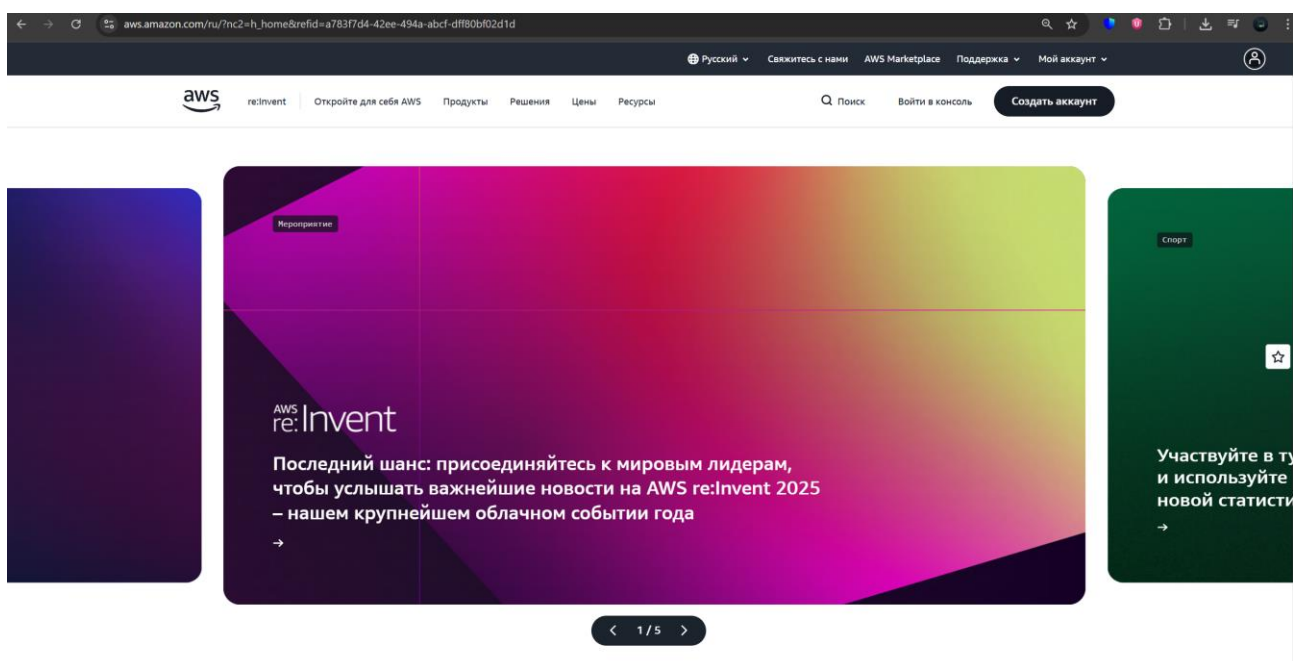 aws.amazon.com/ru/?nc2=h_home&refid=a783f7d4-42ee-494a-abcf-dff80bf02d1d
Русский Свяжитесь с нами AWS Marketplace Поддержка Мой аккаунт
aws re:Invent Откройте для себя AWS Продукты Решения Цены Ресурсы Поиск Войти в консоль Создать аккаунт
Мероприятие
AWS
re:Invent
Последний шанс: присоединяйтесь к мировым лидерам,
чтобы услышать важнейшие новости на AWS re:Invent 2025
– нашем крупнейшем облачном событии года
→
Спорт
Участвуйте в ту
и используйте
новой статисти
→
1/5